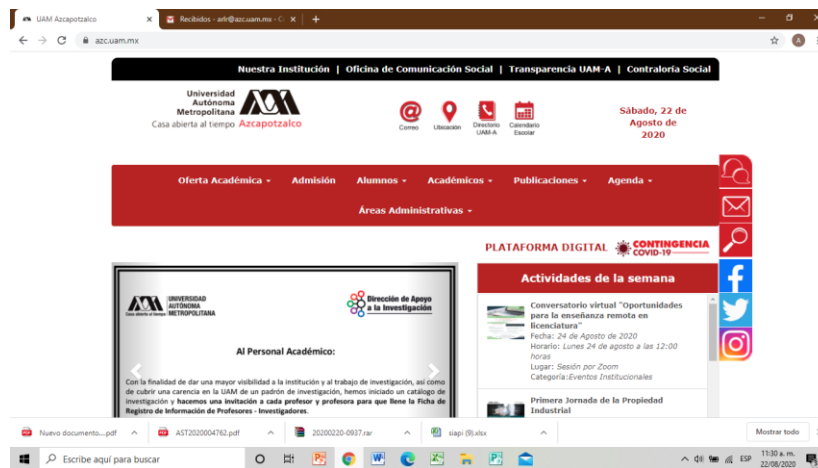 UAM Azcapotzalco
Recibidos - arlr@azc.uam.mx - C
azc.uam.mx
Nuestra Institución | Oficina de Comunicación Social | Transparencia UAM-A | Contraloría Social
Universidad
Autónoma
Metropolitana
Casa abierta al tiempo Azcapotzalco
Correo
Ubicación
Directorio
UAM-A
Calendario
Escolar
Sábado, 22 de
Agosto de
2020
Oferta Académica
Admisión
Alumnos
Académicos
Publicaciones
Agenda
Áreas Administrativas
PLATAFORMA DIGITAL
CONTINGENCIA
COVID-19
UNIVERSIDAD
AUTÓNOMA
METROPOLITANA
Casa abierta al tiempo
Dirección de Apoyo
a la Investigación
Al Personal Académico:
Con la finalidad de dar una mayor visibilidad a la institución y al trabajo de investigación, así como
de cubrir una carencia en la UAM de un padrón de investigación, hemos iniciado un catálogo de
investigación y hacemos una invitación a cada profesor y profesora para que llene la Ficha de
Registro de Información de Profesores - Investigadores.
Actividades de la semana
Conversatorio virtual "Oportunidades
para la enseñanza remota en
licenciatura"
Fecha: 24 de Agosto de 2020
Horario: Lunes 24 de agosto a las 12:00
horas
Lugar: Sesión por Zoom
Categoría:Eventos Institucionales
Primera Jornada de la Propiedad
Industrial
Nuevo documento....pdf
AST2020004762.pdf
20200220-0937.rar
siapi (9).xlsx
Mostrar todo
Escribe aquí para buscar
ESP
11:30 a. m.
22/08/2020